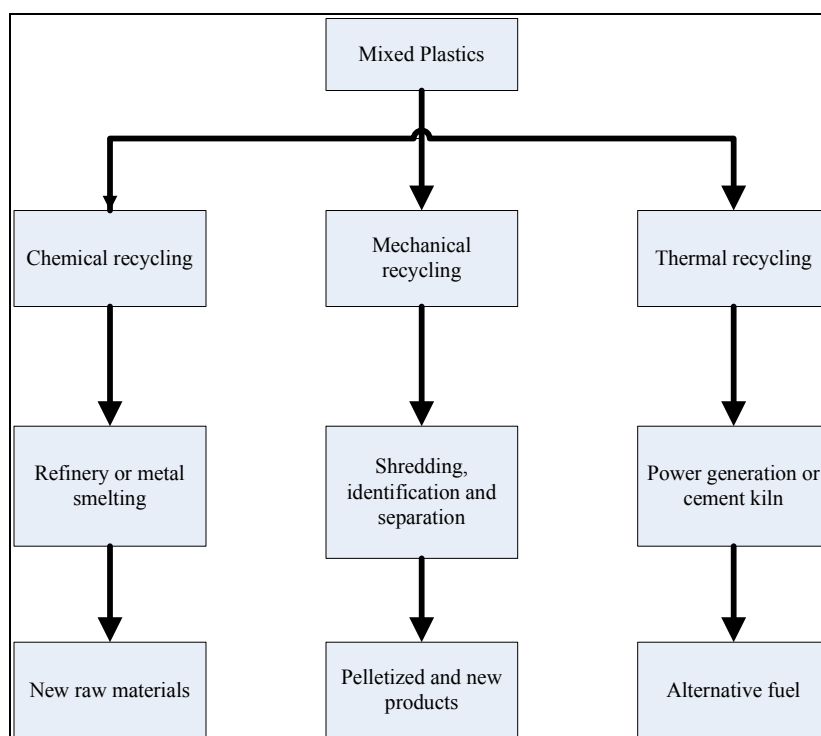 Mixed Plastics
Chemical recycling
Mechanical
recycling
Thermal recycling
Refinery or metal
smelting
Shredding,
identification and
separation
Power generation or
cement kiln
New raw materials
Pelletized and new
products
Alternative fuel